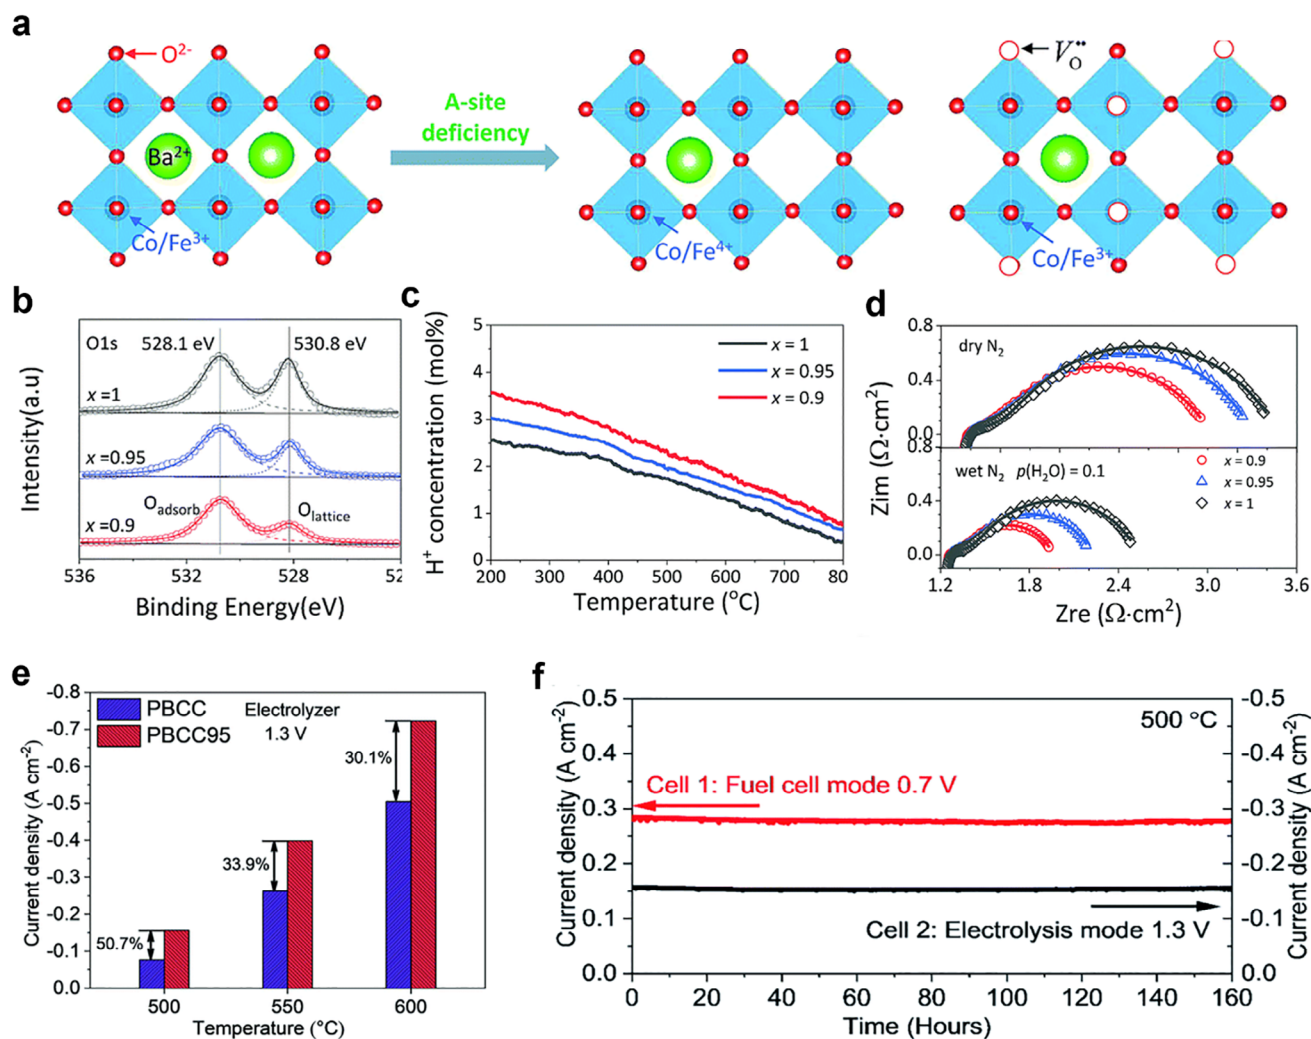 a
O2-
Ba2+
Co/Fe3+
A-site
deficiency
Co/Fe4+
VO••
Co/Fe3+
b
O1s
528.1 eV
530.8 eV
x =1
x =0.95
x =0.9
Oadsorb
Olattice
Intensity(a.u)
536
531
528
52
Binding Energy(eV)
c
H+ concentration (mol%)
5
4
3
2
1
0
x = 1
x = 0.95
x = 0.9
200
300
400
500
600
700
80
Temperature (oC)
d
Zim (Ω·cm2)
0.8
dry N2
0.4
0.0
0.8
wet N2 p(H2O) = 0.1
0.4
0.0
x = 0.9
x = 0.95
x = 1
1.2
1.8
2.4
3.0
3.6
Zre (Ω·cm2)
e
Current density (A cm-2)
-0.8
-0.7
-0.6
-0.5
-0.4
-0.3
-0.2
-0.1
0.0
PBCC
PBCC95
Electrolyzer
1.3 V
50.7%
33.9%
30.1%
500
550
600
Temperature (°C)
f
Current density (A cm-2)
0.5
0.4
0.3
0.2
0.1
0.0
500 °C
Cell 1: Fuel cell mode 0.7 V
Cell 2: Electrolysis mode 1.3 V
-0.5
-0.4
-0.3
-0.2
-0.1
0.0
Current density (A cm-2)
0
20
40
60
80
100
120
140
160
Time (Hours)